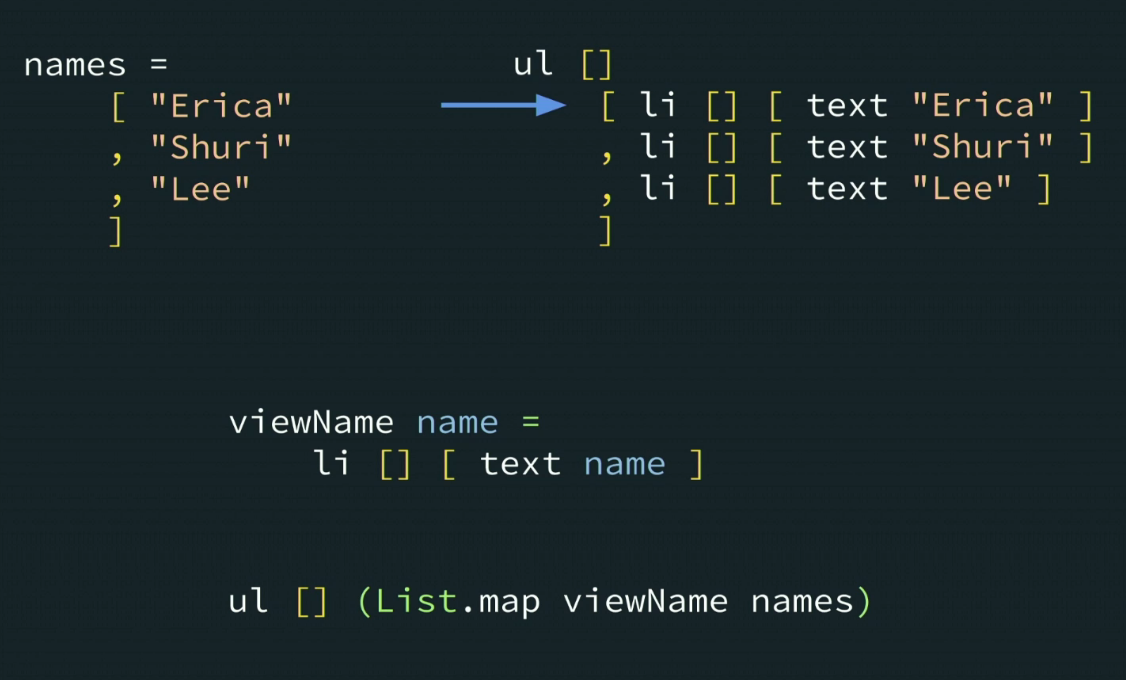 names =
    [ "Erica"
    , "Shuri"
    , "Lee"
    ]
ul []
    [ li [] [ text "Erica" ]
    , li [] [ text "Shuri" ]
    , li [] [ text "Lee" ]
    ]
viewName name =
    li [] [ text name ]
ul [] (List.map viewName names)